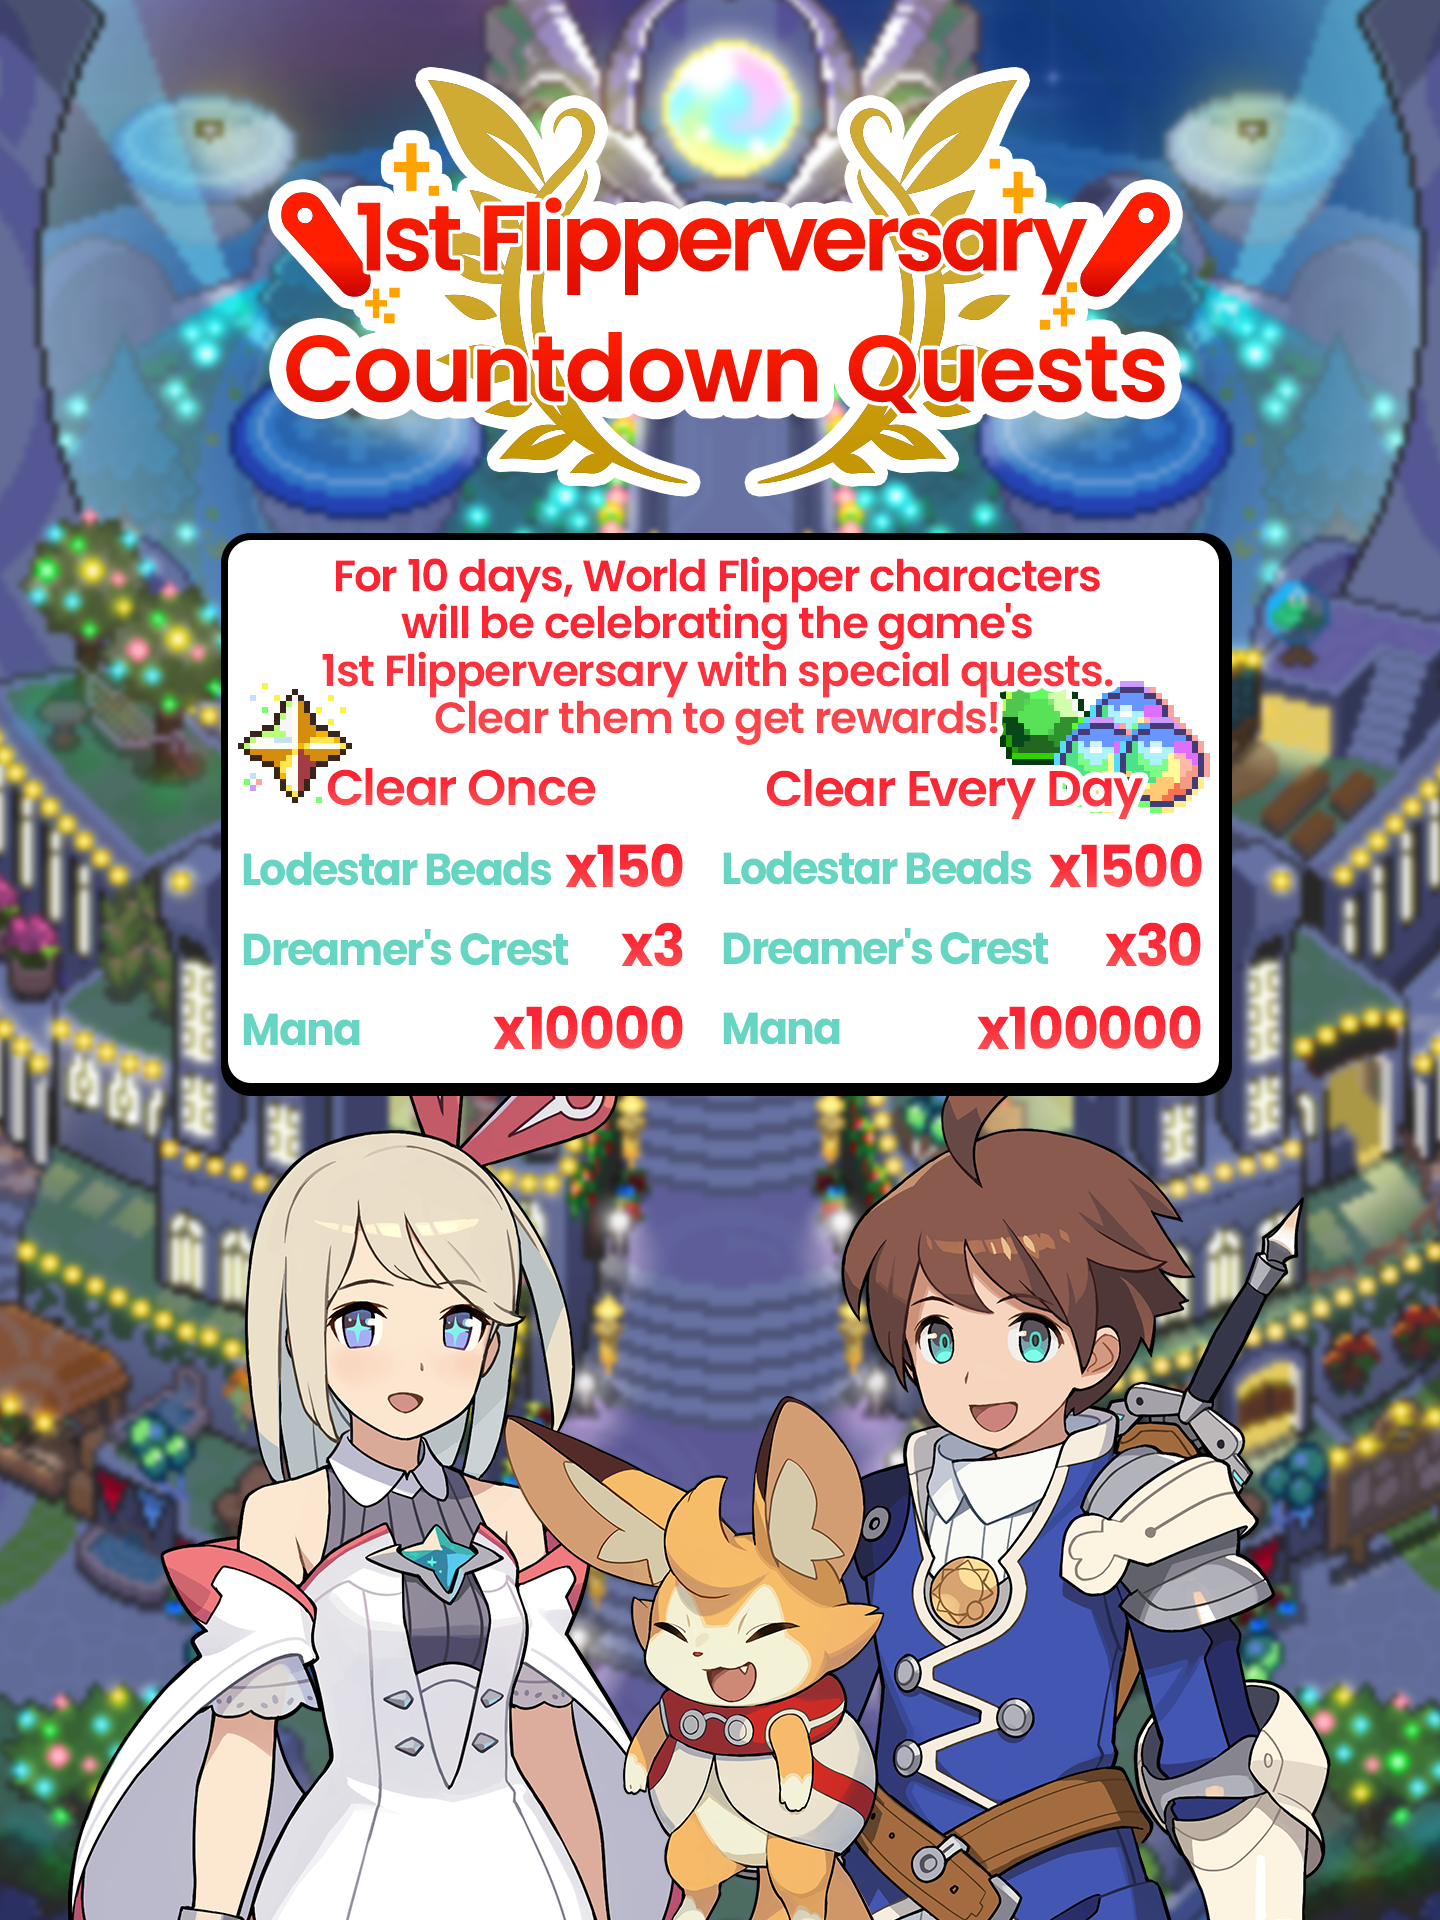 1st Flipperversary
Countdown Quests
For 10 days, World Flipper characters
will be celebrating the game's
1st Flipperversary with special quests.
Clear them to get rewards!
Clear Once
Lodestar Beads x150
Dreamer's Crest x3
Mana x10000
Clear Every Day
Lodestar Beads x1500
Dreamer's Crest x30
Mana x100000